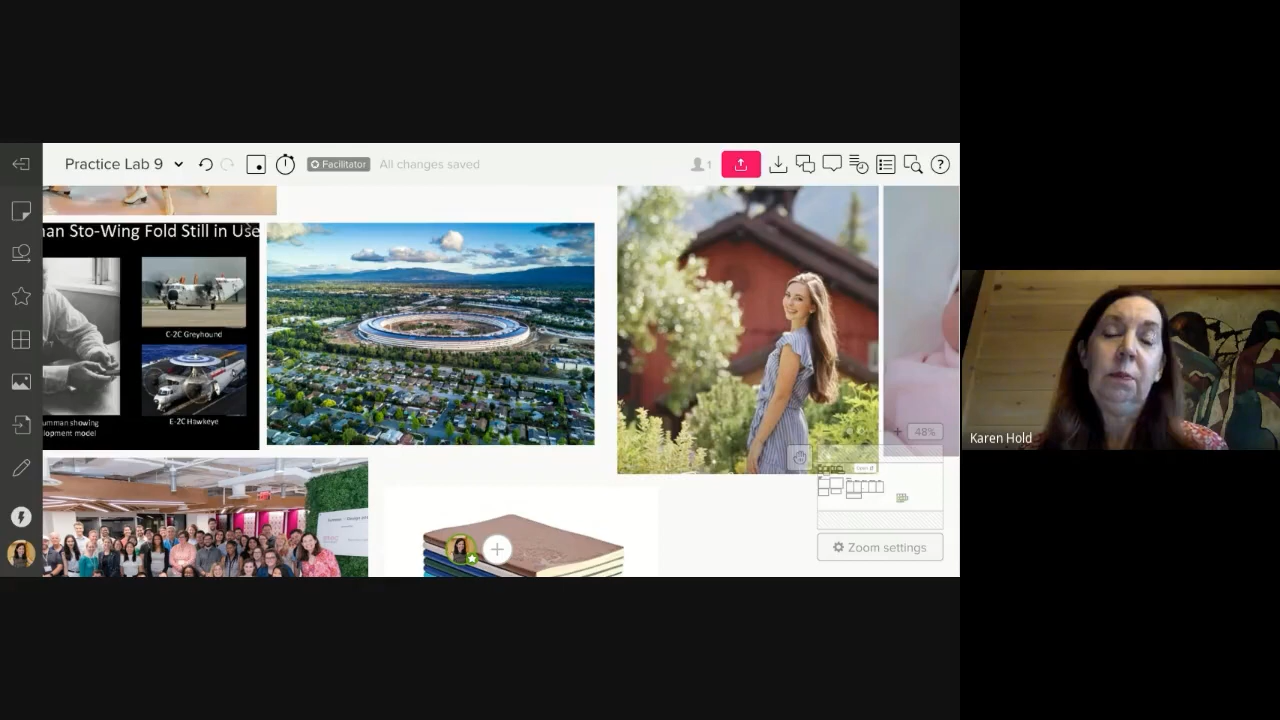 Practice Lab 9
Facilitator
All changes saved
1
?
man Sto-Wing Fold Still in Use
C-2C Greyhound
E-2C Hawkeye
umman showing
lopment model
48%
Zoom settings
Karen Hold